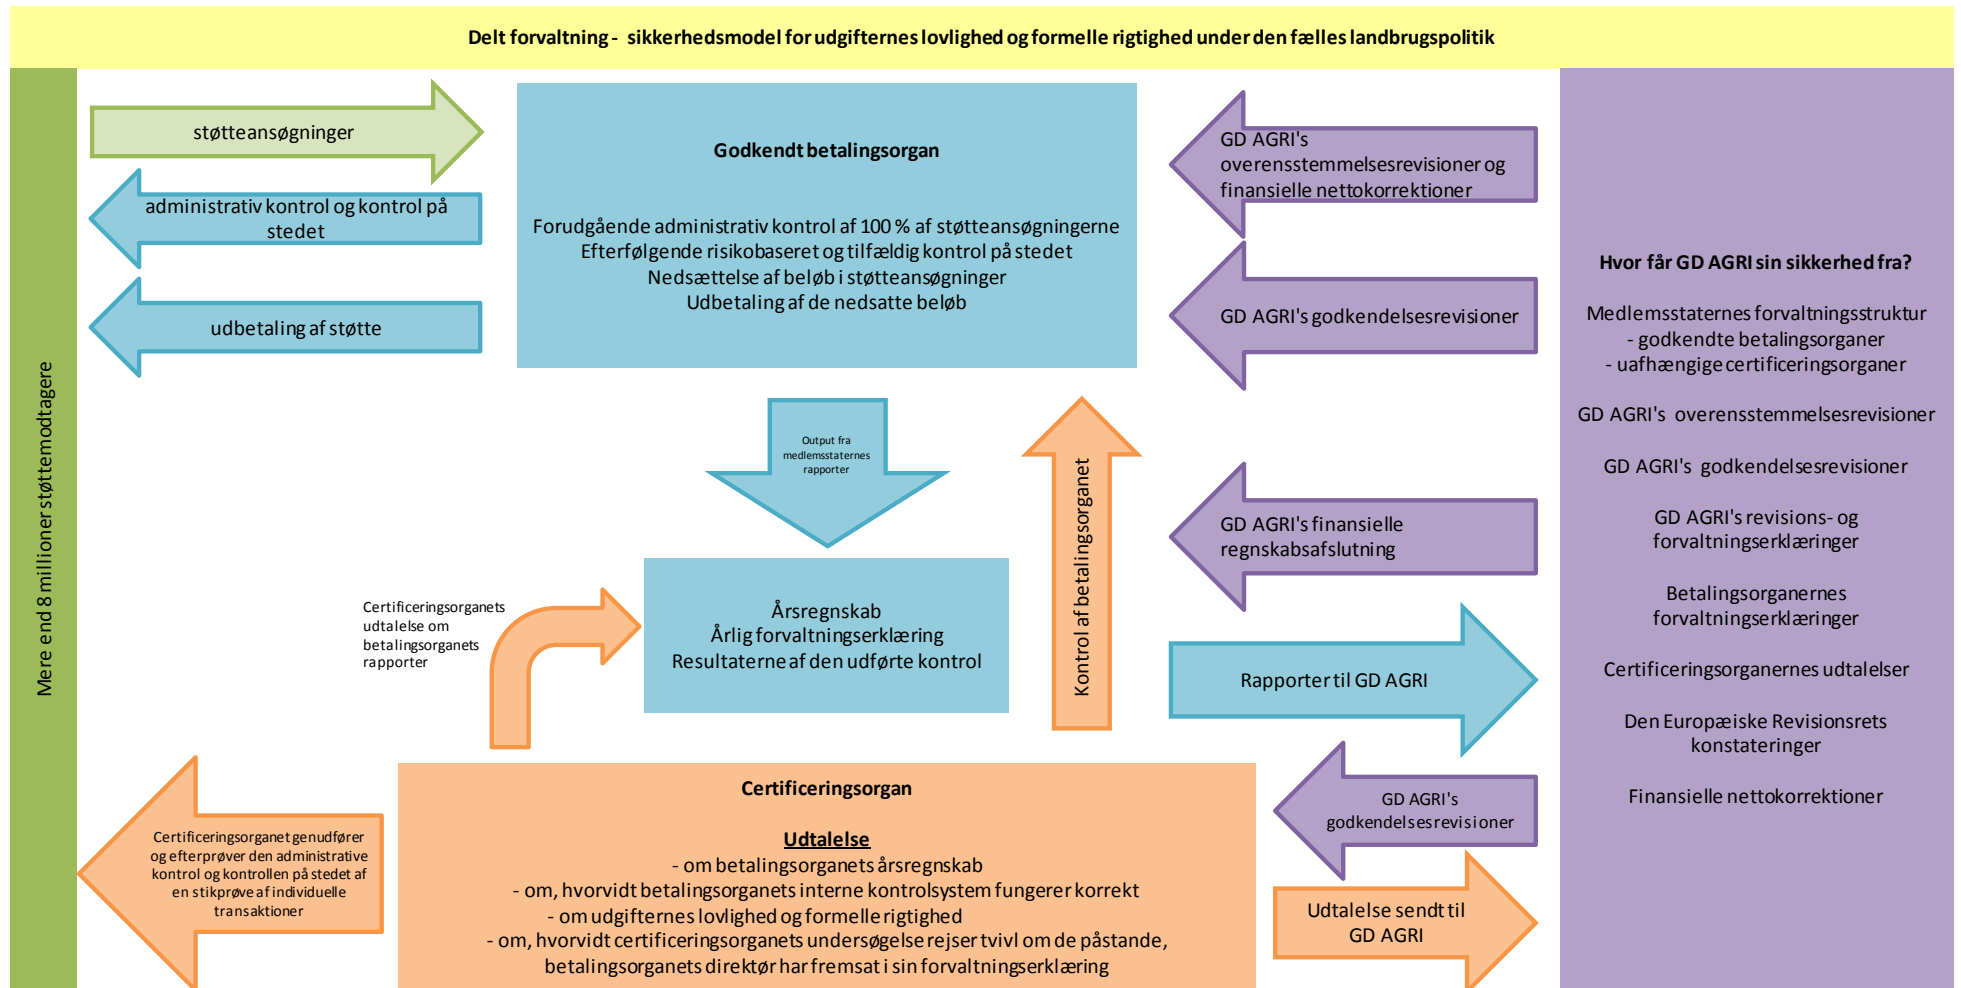 Delt forvaltning - sikkerhedsmodel for udgifternes lovlighed og formelle rigtighed under den fælles landbrugspolitik
Mere end 8 millioner støttemodtagere
støtteansøgninger
administrativ kontrol og kontrol på
stedet
udbetaling af støtte
Godkendt betalingsorgan
Forudgående administrativ kontrol af 100 % af støtteansøgningerne
Efterfølgende risikobaseret og tilfældig kontrol på stedet
Nedsættelse af beløb i støtteansøgninger
Udbetaling af de nedsatte beløb
GD AGRI's
overensstemmelsesrevisioner og
finansielle nettokorrektioner
GD AGRI's godkendelsesrevisioner
Output fra
medlemsstaternes
rapporter
Kontrol af betalingsorganet
GD AGRI's finansielle
regnskabsafslutning
Certificeringsorganets
udtalelse om
betalingsorganets
rapporter
Årsregnskab
Årlig forvaltningserklæring
Resultaterne af den udførte kontrol
Rapporter til GD AGRI
Certificeringsorganet genudfører
og efterprøver den administrative
kontrol og kontrollen på stedet af
en stikprøve af individuelle
transaktioner
Certificeringsorgan
Udtalelse
- om betalingsorganets årsregnskab
- om, hvorvidt betalingsorganets interne kontrolsystem fungerer korrekt
- om udgifternes lovlighed og formelle rigtighed
- om, hvorvidt certificeringsorganets undersøgelse rejser tvivl om de påstande,
betalingsorganets direktør har fremsat i sin forvaltningserklæring
GD AGRI's
godkendelsesrevisioner
Udtalelse sendt til
GD AGRI
Hvor får GD AGRI sin sikkerhed fra?
Medlemsstaternes forvaltningsstruktur
- godkendte betalingsorganer
- uafhængige certificeringsorganer
GD AGRI's overensstemmelsesrevisioner
GD AGRI's godkendelsesrevisioner
GD AGRI's revisions- og
forvaltningserklæringer
Betalingsorganernes
forvaltningserklæringer
Certificeringsorganernes udtalelser
Den Europæiske Revisionsrets
konstateringer
Finansielle nettokorrektioner